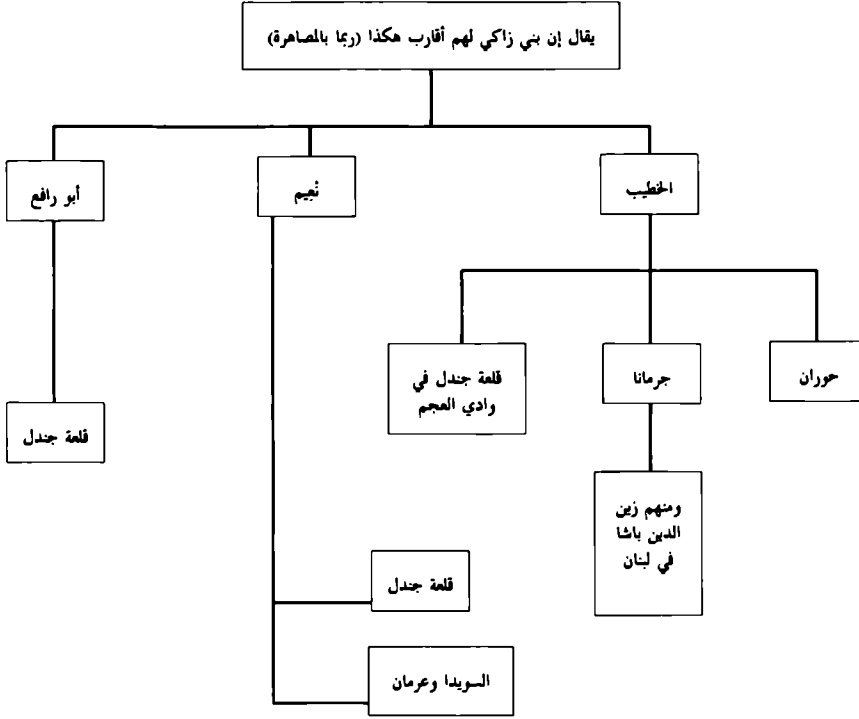 يقال إن بني زاكي لهم أقارب هكذا (ربما بالمصاهرة)
الخطيب
نُعِيم
أبو رافع
حوران
جرمانا
قلعة جندل في
وادي العجم
قلعة جندل
ومنهم زين
الدين باشا
في لبنان
قلعة جندل
السويدا وعرمان